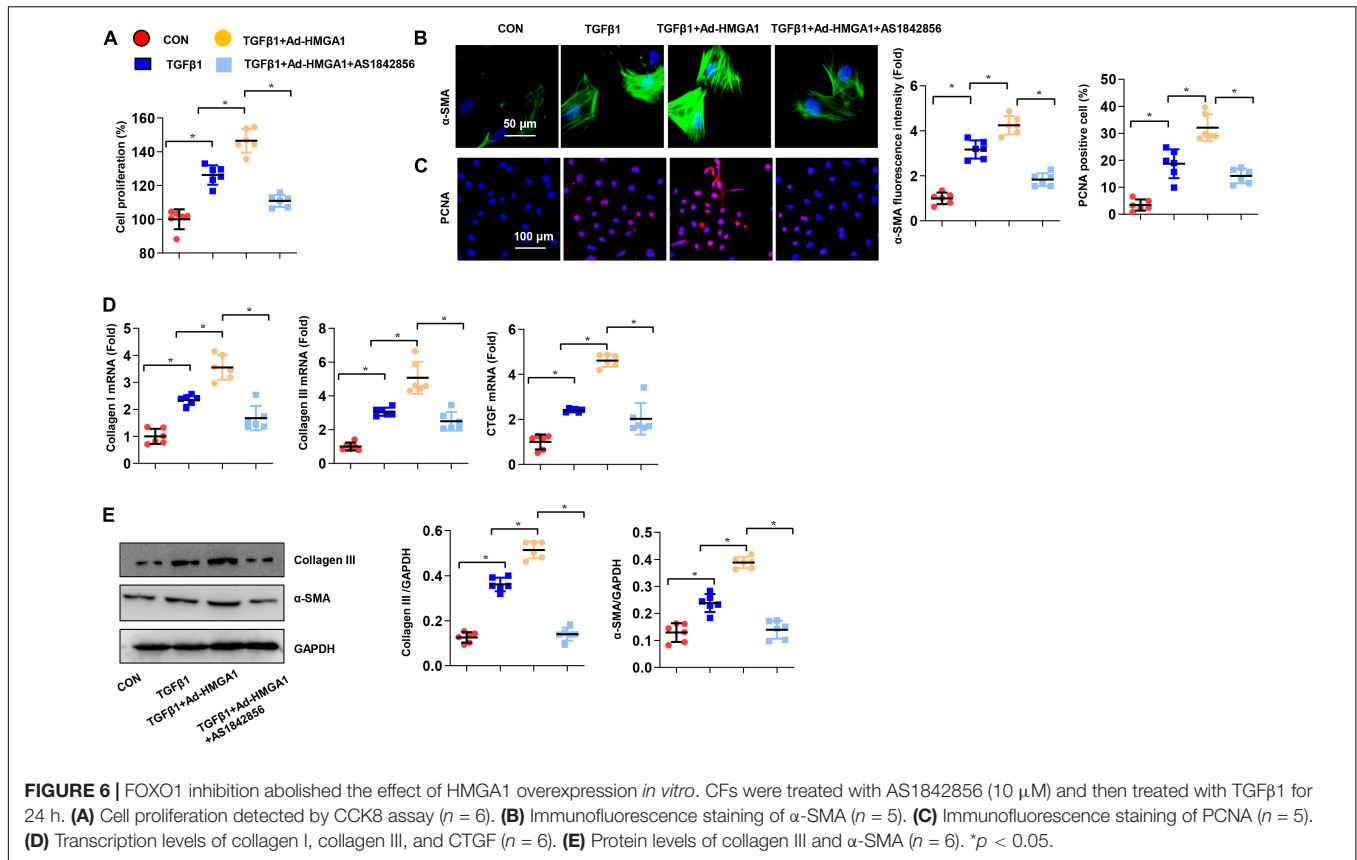 A
CON
TGFβ1+Ad-HMGA1
TGFβ1
TGFβ1+Ad-HMGA1+AS1842856
Cell proliferation (%)
160
140
120
100
80
* * *
B
CON TGFβ1 TGFβ1+Ad-HMGA1 TGFβ1+Ad-HMGA1+AS1842856
α-SMA
50 μm
C
PCNA
100 μm
α-SMA fluorescence intensity (Fold)
6
4
2
0
* * *
PCNA positive cell (%)
50
40
30
20
10
0
* * *
D
Collagen I mRNA (Fold)
5
4
3
2
1
0
* * *
Collagen III mRNA (Fold)
8
6
4
2
0
* * *
CTGF mRNA (Fold)
6
4
2
0
* * *
E
Collagen III
α-SMA
GAPDH
CON
TGFβ1
TGFβ1+Ad-HMGA1
TGFβ1+Ad-HMGA1
+AS1842856
Collagen III /GAPDH
0.6
0.4
0.2
0.0
* * *
α-SMA/GAPDH
0.5
0.4
0.3
0.2
0.1
0.0
* * *
FIGURE 6 | FOXO1 inhibition abolished the effect of HMGA1 overexpression in vitro. CFs were treated with AS1842856 (10 μM) and then treated with TGFβ1 for
24 h. (A) Cell proliferation detected by CCK8 assay (n = 6). (B) Immunofluorescence staining of α-SMA (n = 5). (C) Immunofluorescence staining of PCNA (n = 5).
(D) Transcription levels of collagen I, collagen III, and CTGF (n = 6). (E) Protein levels of collagen III and α-SMA (n = 6). *p < 0.05.